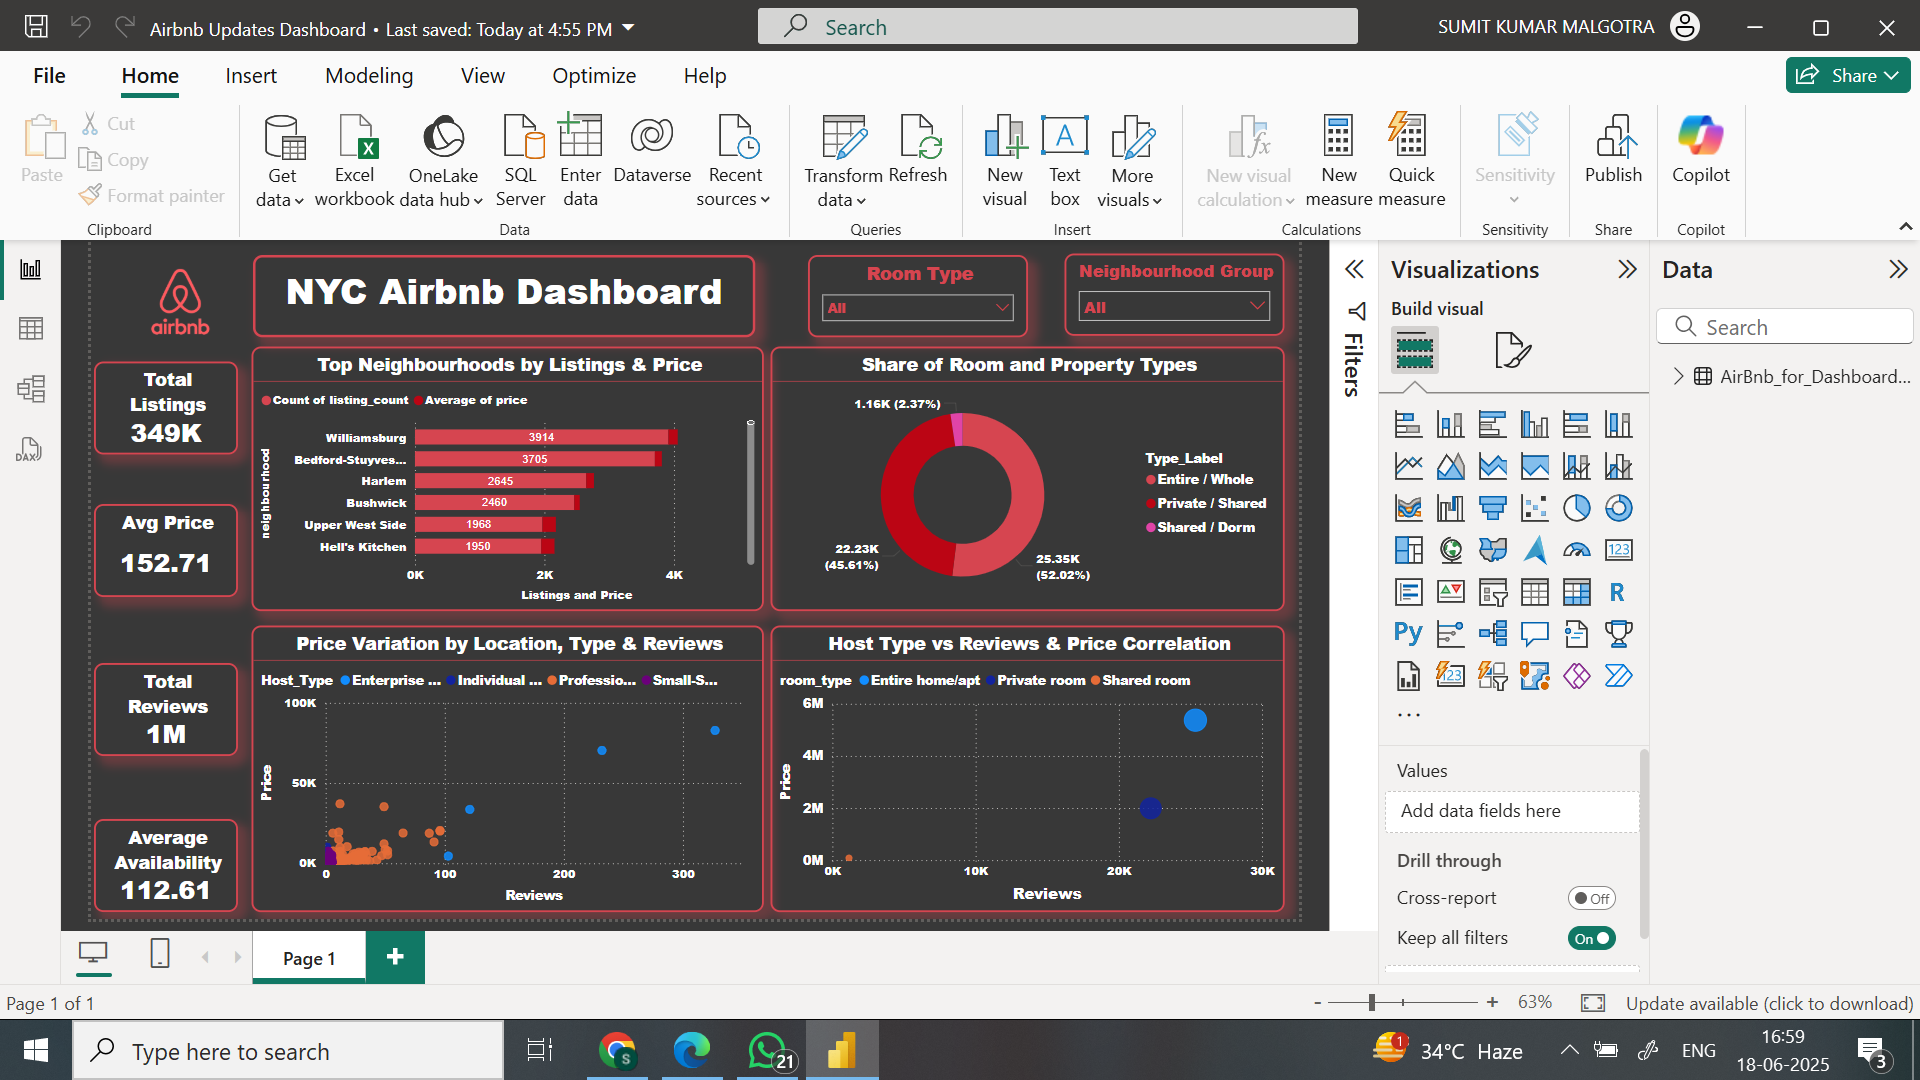 Airbnb Updates Dashboard • Last saved: Today at 4:55 PM
Search
SUMIT KUMAR MALGOTRA
File Home Insert Modeling View Optimize Help
Share
Paste
Cut
Copy
Format painter
Clipboard
Get data
Excel workbook
OneLake data hub
SQL Server
Enter data
Dataverse
Recent sources
Data
Transform data
Refresh
Queries
New visual
Text box
More visuals
Insert
New visual calculation
New measure
Quick measure
Calculations
Sensitivity
Sensitivity
Publish
Share
Copilot
Copilot
airbnb
NYC Airbnb Dashboard
Room Type
All
Neighbourhood Group
All
Total
Listings
349K
Avg Price
152.71
Total
Reviews
1M
Average
Availability
112.61
Top Neighbourhoods by Listings & Price
Count of listing_count Average of price
neighbourhood
Williamsburg 3914
Bedford-Stuyves... 3705
Harlem 2645
Bushwick 2460
Upper West Side 1968
Hell's Kitchen 1950
0K 2K 4K
Listings and Price
Share of Room and Property Types
1.16K (2.37%)
22.23K
(45.61%)
25.35K
(52.02%)
Type_Label
Entire / Whole
Private / Shared
Shared / Dorm
Price Variation by Location, Type & Reviews
Host_Type Enterprise ... Individual ... Professio... Small-S...
Price
100K
50K
0K
0 100 200 300
Reviews
Host Type vs Reviews & Price Correlation
room_type Entire home/apt Private room Shared room
Price
6M
4M
2M
0M
0K 10K 20K 30K
Reviews
Filters
Visualizations
Build visual
123
R
Py
123
...
Values
Add data fields here
Drill through
Cross-report Off
Keep all filters On
Data
Search
AirBnb_for_Dashboard...
DAX
Page 1
+
Page 1 of 1
- + 63%
Update available (click to download)
Type here to search
S
21
1
34°C Haze
ENG
16:59
18-06-2025
3